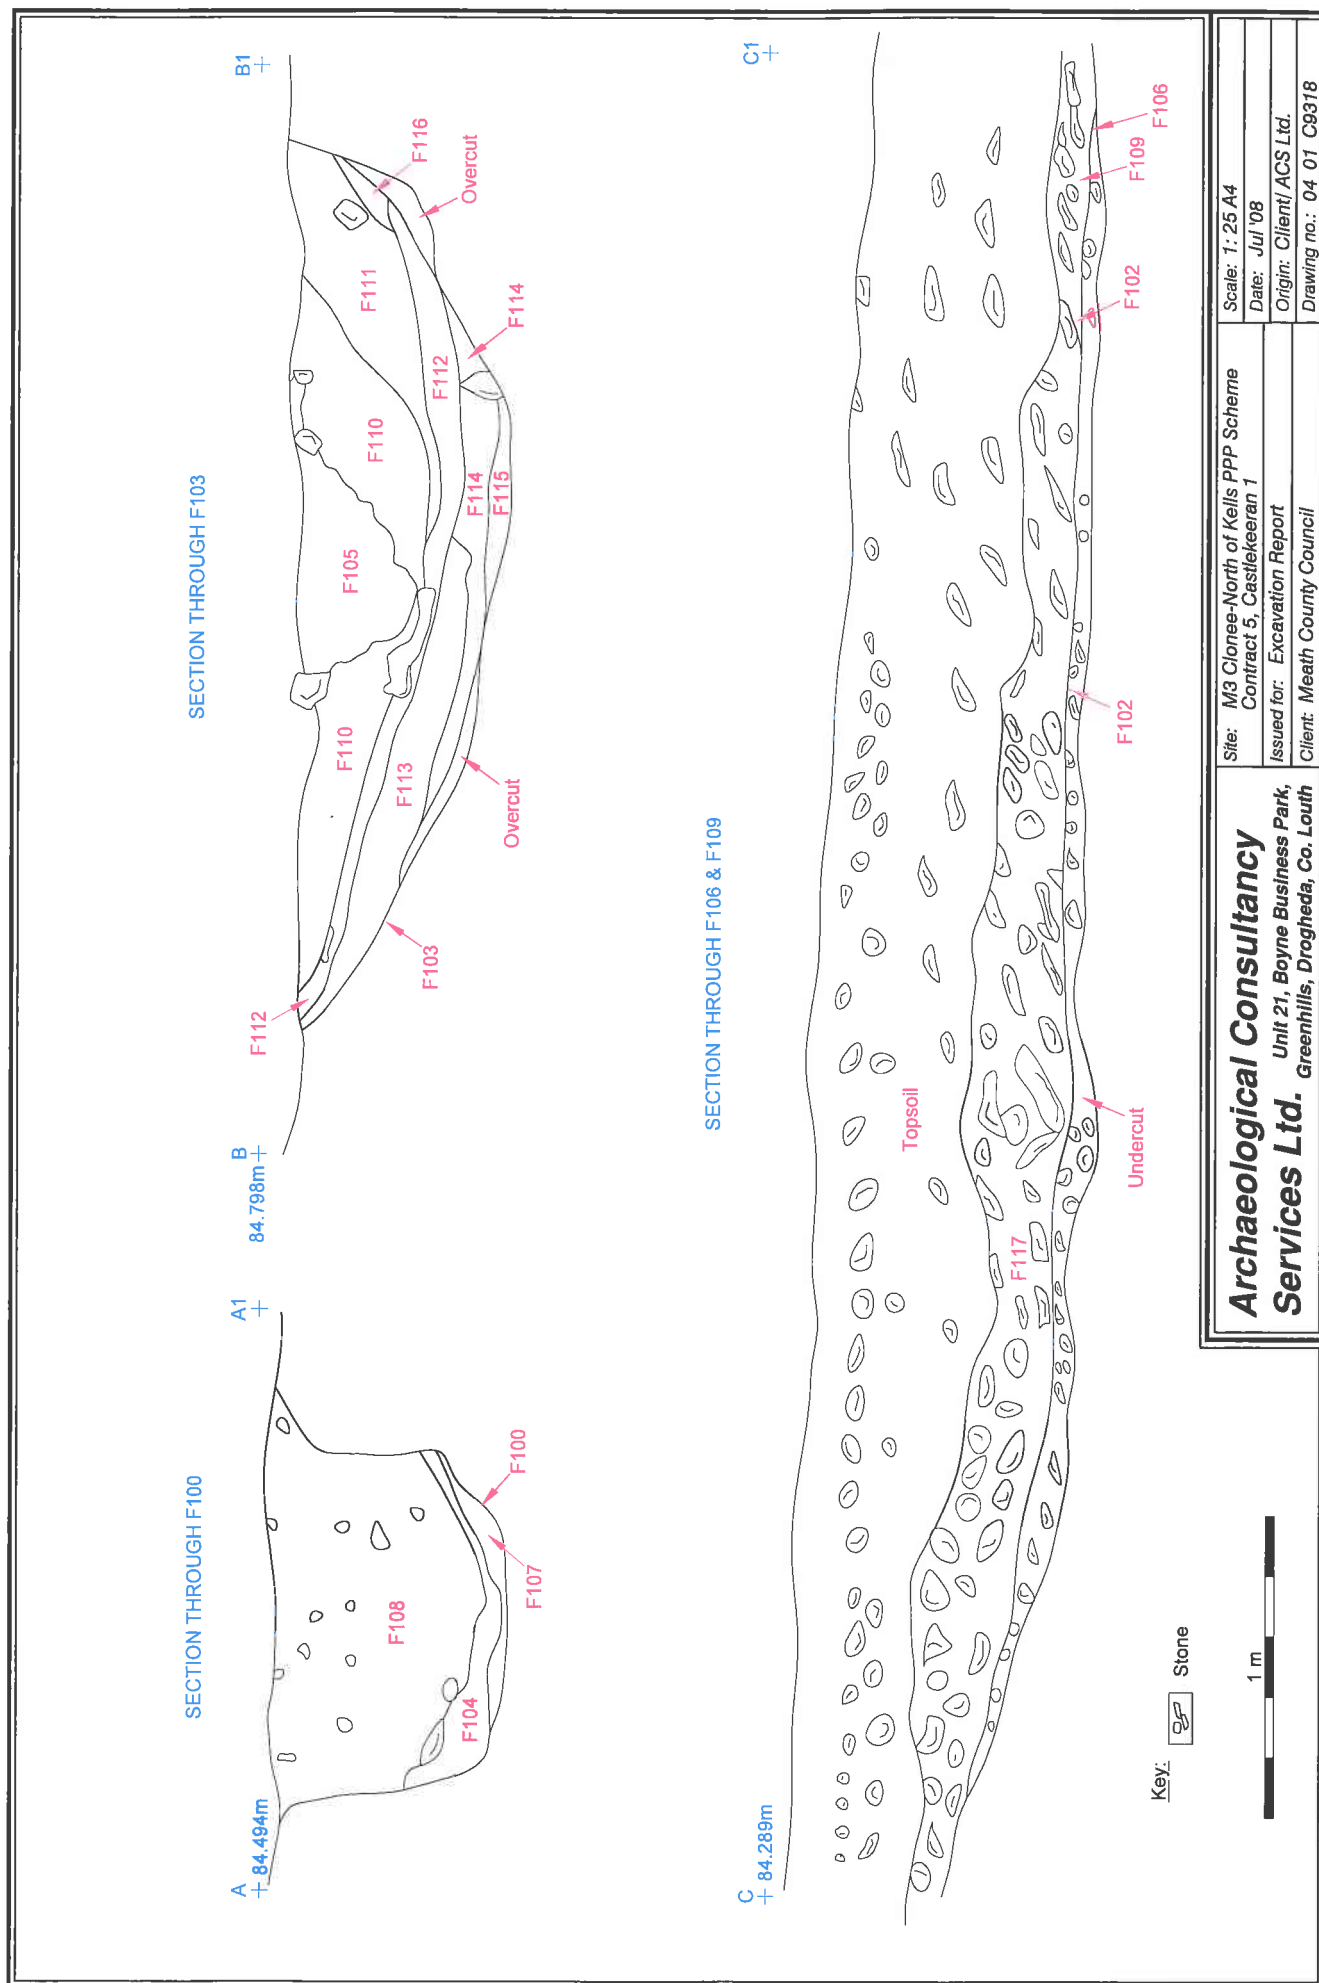 SECTION THROUGH F100
A
84.494m
A1
F108
F104
F107
F100
SECTION THROUGH F103
84.798m
B
B1
F112
F110
F105
F110
F111
F116
Overcut
F103
F113
F112
F114
F114
F115
Overcut
SECTION THROUGH F106 & F109
C
84.289m
C1
Topsoil
F117
Undercut
F102
F102
F109
F106
Key:
Stone
1 m
Archaeological Consultancy
Services Ltd.
Unit 21, Boyne Business Park,
Greenhills, Drogheda, Co. Louth
Site: M3 Clonee-North of Kells PPP Scheme
Contract 5, Castlekeeran 1
Issued for: Excavation Report
Client: Meath County Council
Scale: 1: 25 A4
Date: Jul '08
Origin: Client/ ACS Ltd.
Drawing no.: 04_01_C9318